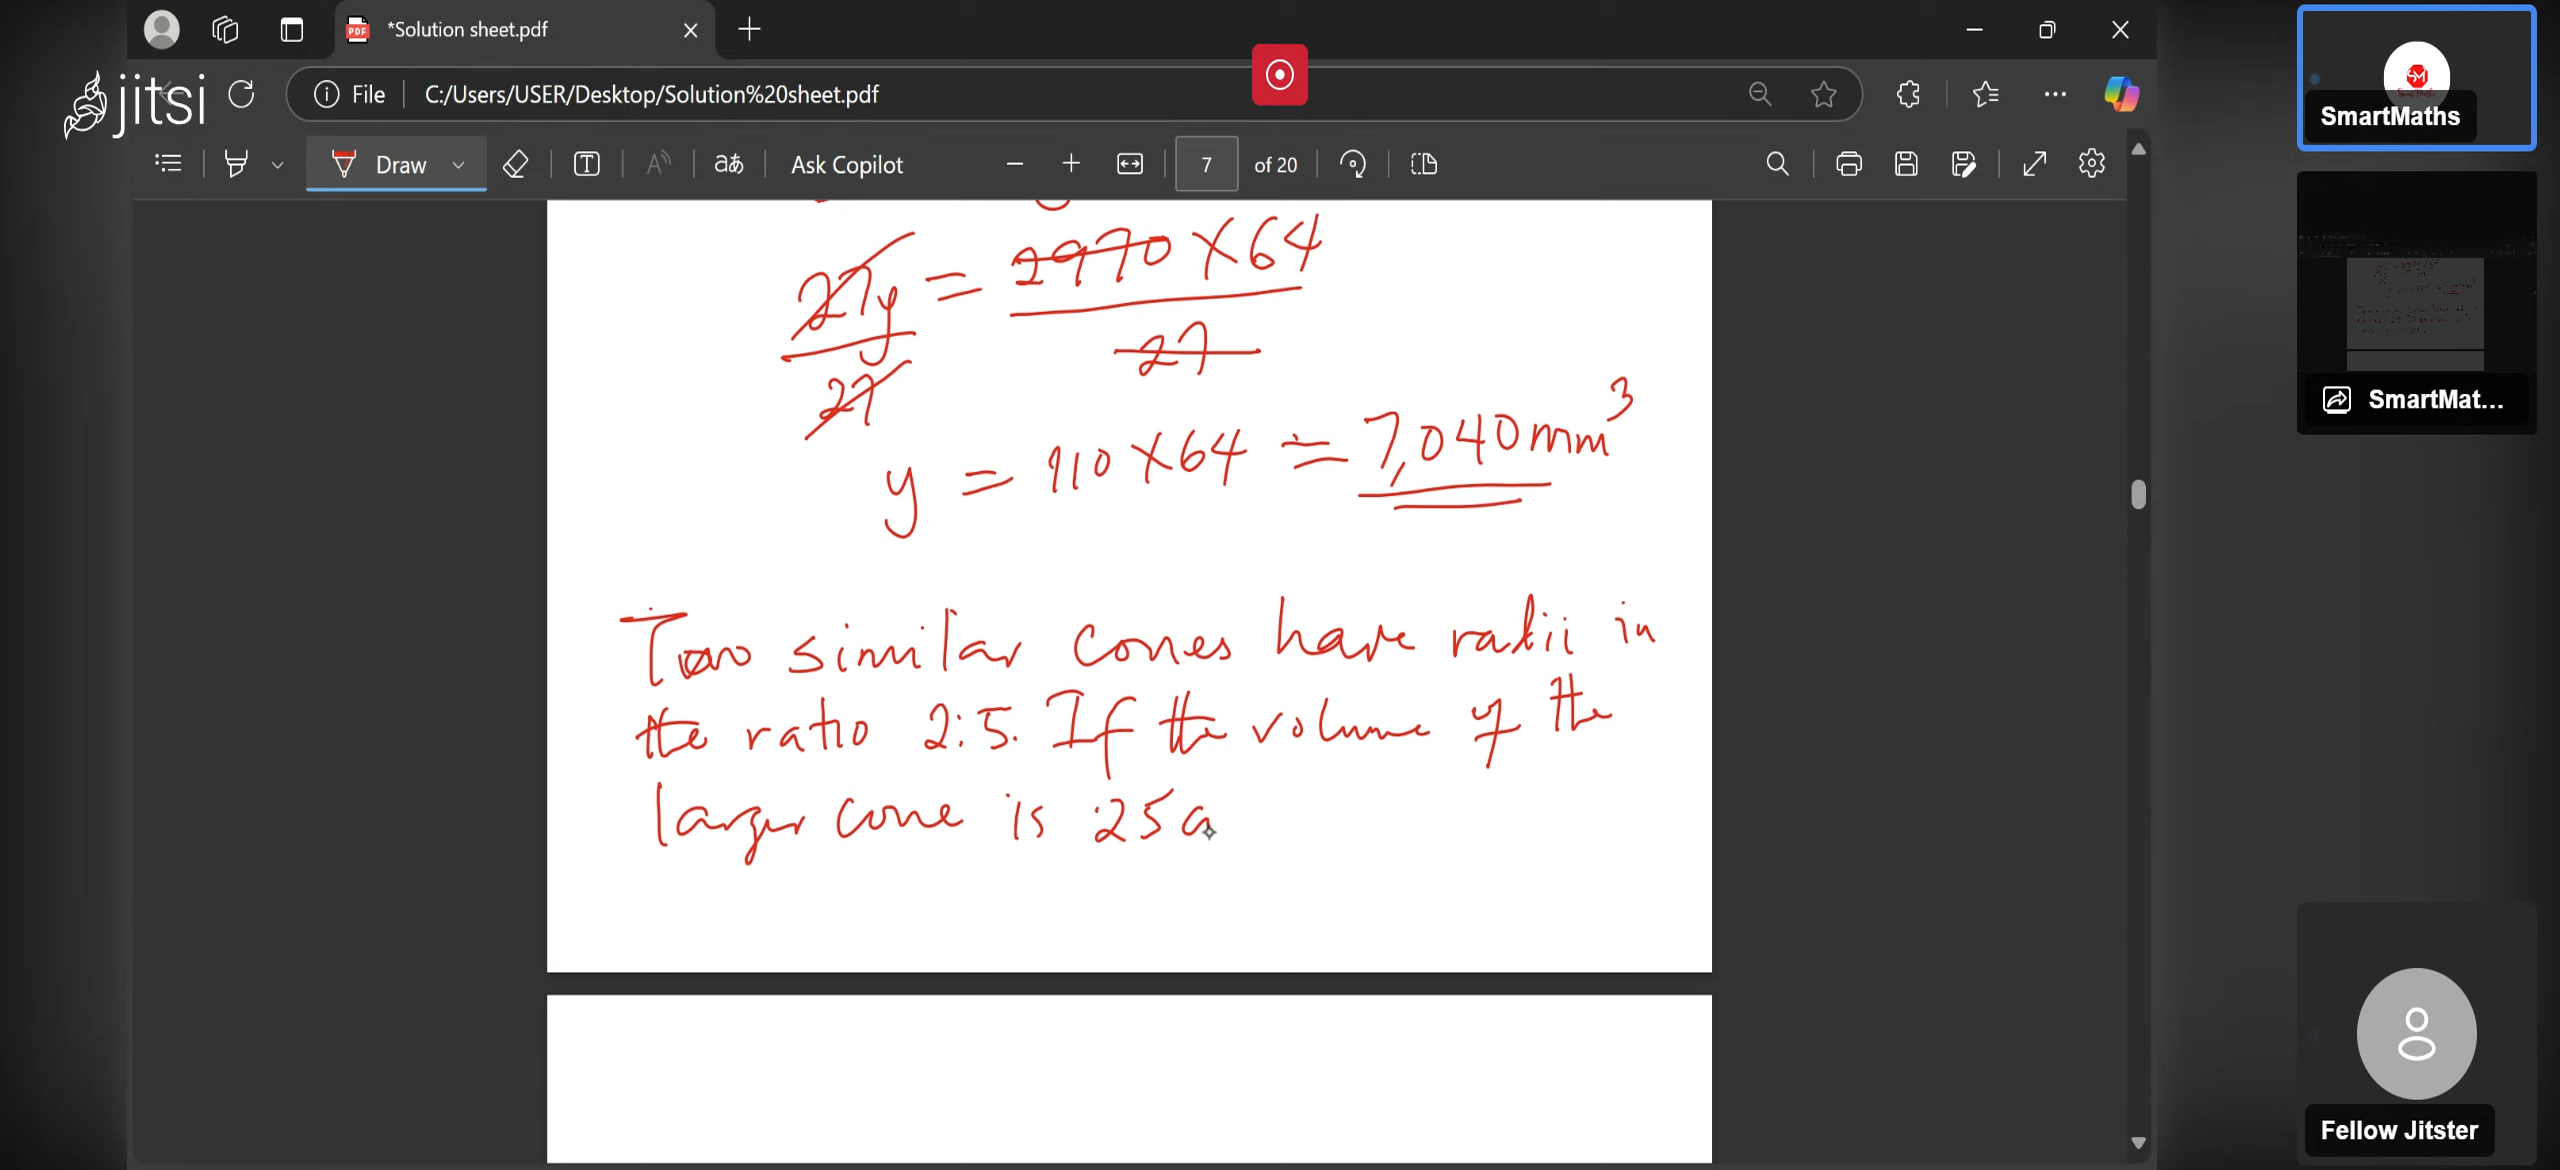 *Solution sheet.pdf
jitsi
File
C:/Users/USER/Desktop/Solution%20sheet.pdf
Draw
Ask Copilot
7 of 20
27y = 2970 X 64
27 27
y = 110 X 64 = 7,040mm³
Two similar cones have radii in
the ratio 2:5. If the volume of the
larger cone is 250
SmartMaths
SmartMat...
Fellow Jitster